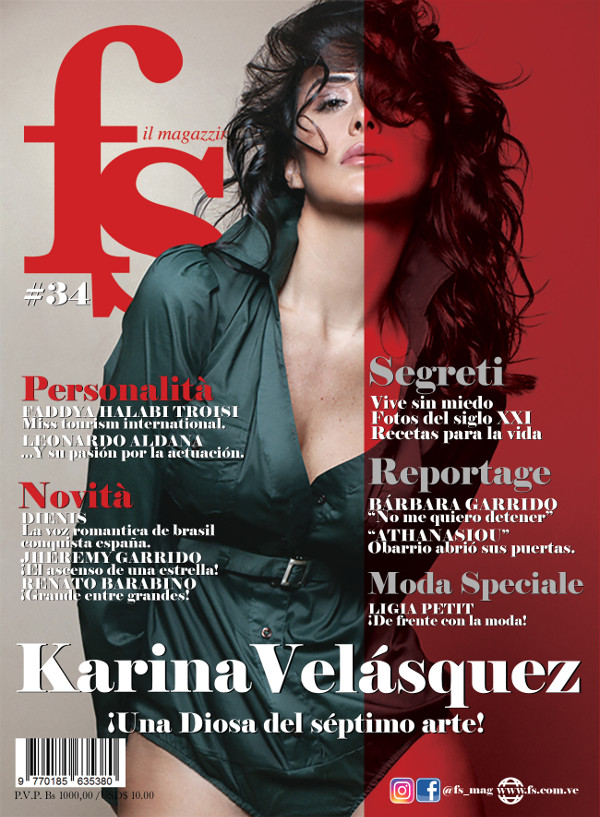 fs
il magazzi
#34
Personalità
FADDYA HALABI TROISI
Miss tourism international.
LEONARDO ALDANA
...Y su pasión por la actuación.
Novità
DIENIS
La voz romantica de brasil
conquista españa.
JHEREMY GARRIDO
¡El ascenso de una estrella!
RENATO BARABINO
¡Grande entre grandes!
Segreti
Vive sin miedo
Fotos del siglo XXI
Recetas para la vida
Reportage
BÁRBARA GARRIDO
“No me quiero detener”
“ATHANASIOU”
Obarrio abrió sus puertas.
Moda Speciale
LIGIA PETIT
¡De frente con la moda!
KarinaVelásquez
¡Una Diosa del séptimo arte!
9 770185 635380
P.V.P. Bs 1000,00 / USD$ 10,00
@fs_mag www.fs.com.ve